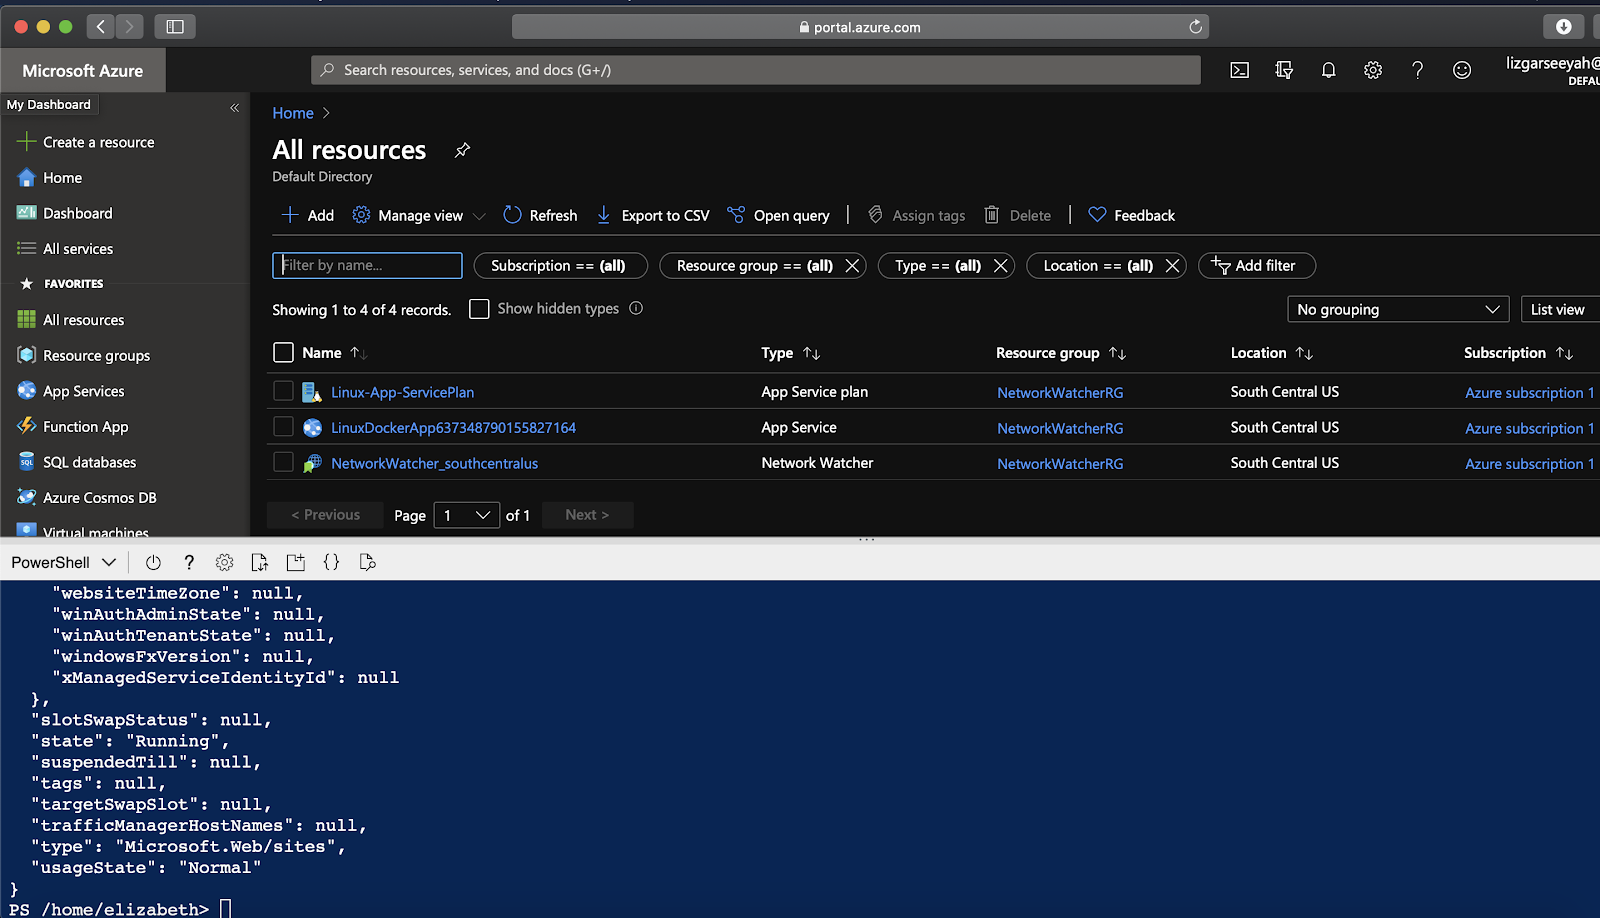 portal.azure.com
Microsoft Azure
Search resources, services, and docs (G+/)
lizgarseeyah@
DEFAU
My Dashboard
«
Create a resource
Home
Dashboard
All services
FAVORITES
All resources
Resource groups
App Services
Function App
SQL databases
Azure Cosmos DB
Virtual machines
Home >
All resources
Default Directory
Add Manage view Refresh Export to CSV Open query Assign tags Delete Feedback
Filter by name... Subscription == (all) Resource group == (all) Type == (all) Location == (all) Add filter
Showing 1 to 4 of 4 records. Show hidden types No grouping List view
Name ↑↓ Type ↑↓ Resource group ↑↓ Location ↑↓ Subscription ↑↓
Linux-App-ServicePlan App Service plan NetworkWatcherRG South Central US Azure subscription 1
LinuxDockerApp637348790155827164 App Service NetworkWatcherRG South Central US Azure subscription 1
NetworkWatcher_southcentralus Network Watcher NetworkWatcherRG South Central US Azure subscription 1
< Previous Page 1 of 1 Next >
PowerShell ? {}
"websiteTimeZone": null,
"winAuthAdminState": null,
"winAuthTenantState": null,
"windowsFxVersion": null,
"xManagedServiceIdentityId": null
},
"slotSwapStatus": null,
"state": "Running",
"suspendedTill": null,
"tags": null,
"targetSwapSlot": null,
"trafficManagerHostNames": null,
"type": "Microsoft.Web/sites",
"usageState": "Normal"
}
PS /home/elizabeth>